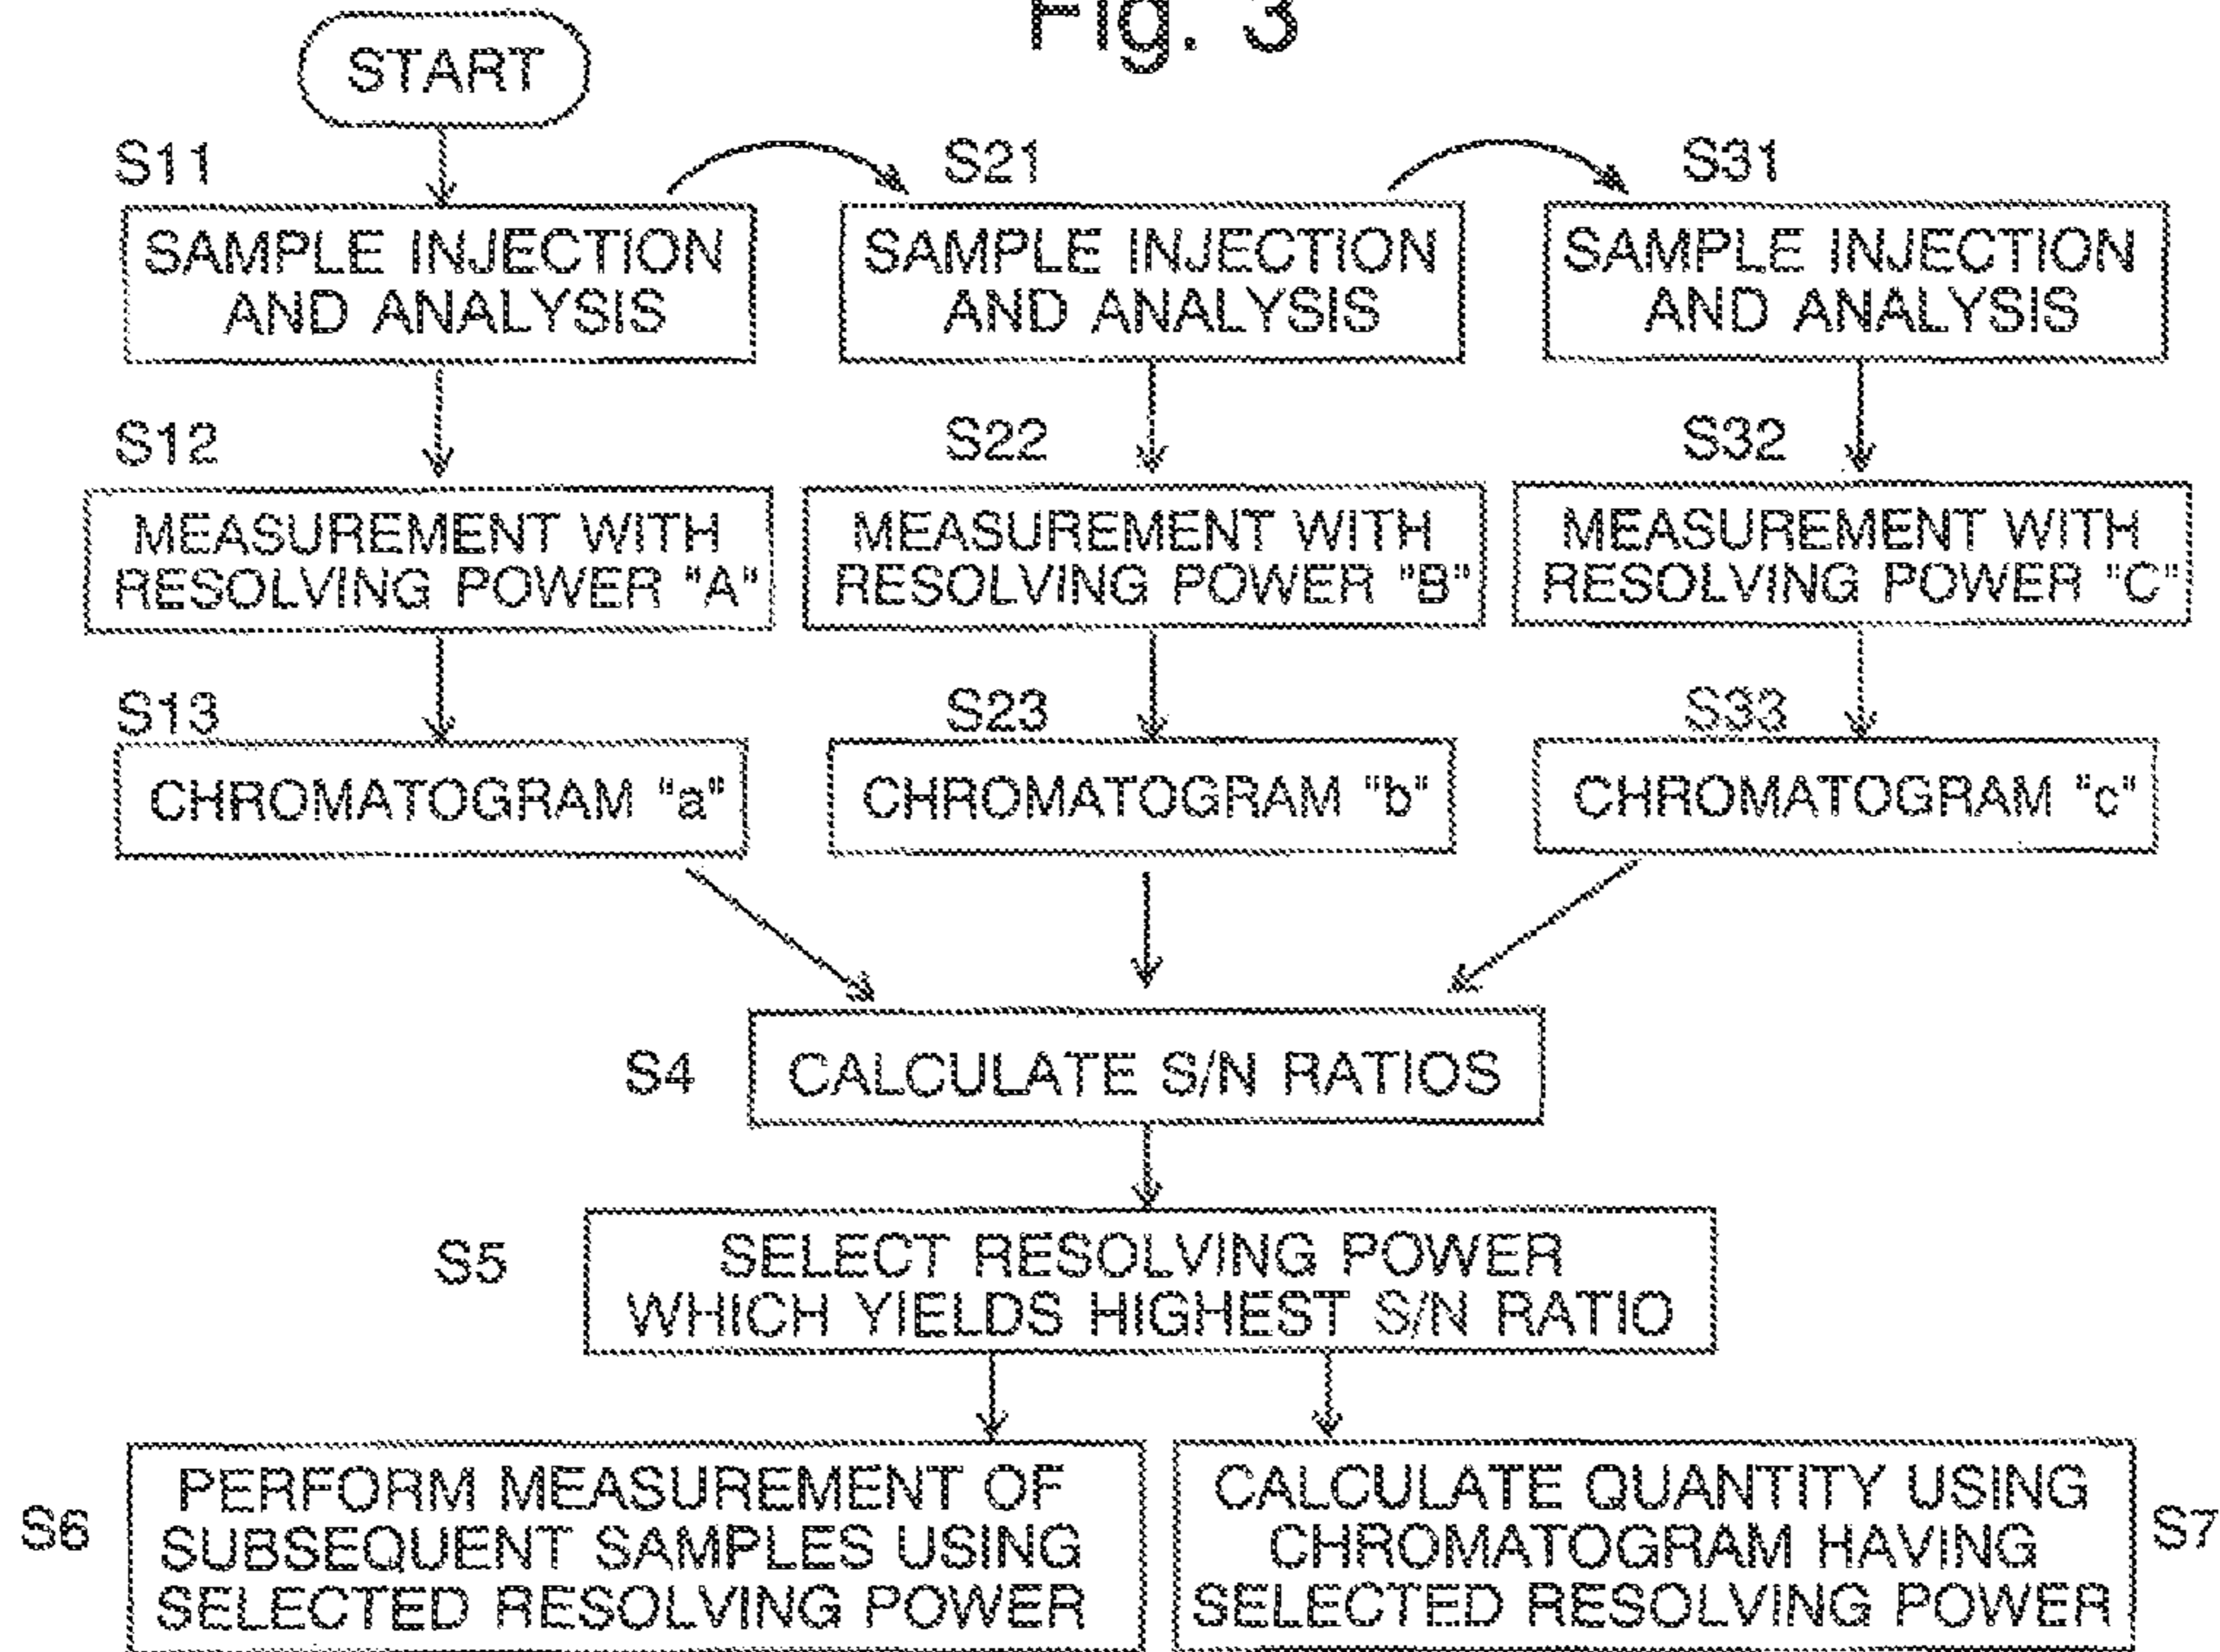 Fig. 3
START
S11
S21
S31
SAMPLE INJECTION
AND ANALYSIS
SAMPLE INJECTION
AND ANALYSIS
SAMPLE INJECTION
AND ANALYSIS
S12
S22
S32
MEASUREMENT WITH
RESOLVING POWER "A"
MEASUREMENT WITH
RESOLVING POWER "B"
MEASUREMENT WITH
RESOLVING POWER "C"
S13
S23
S33
CHROMATOGRAM "a"
CHROMATOGRAM "b"
CHROMATOGRAM "c"
S4
CALCULATE S/N RATIOS
S5
SELECT RESOLVING POWER
WHICH YIELDS HIGHEST S/N RATIO
S6
PERFORM MEASUREMENT OF
SUBSEQUENT SAMPLES USING
SELECTED RESOLVING POWER
CALCULATE QUANTITY USING
CHROMATOGRAM HAVING
SELECTED RESOLVING POWER
S7